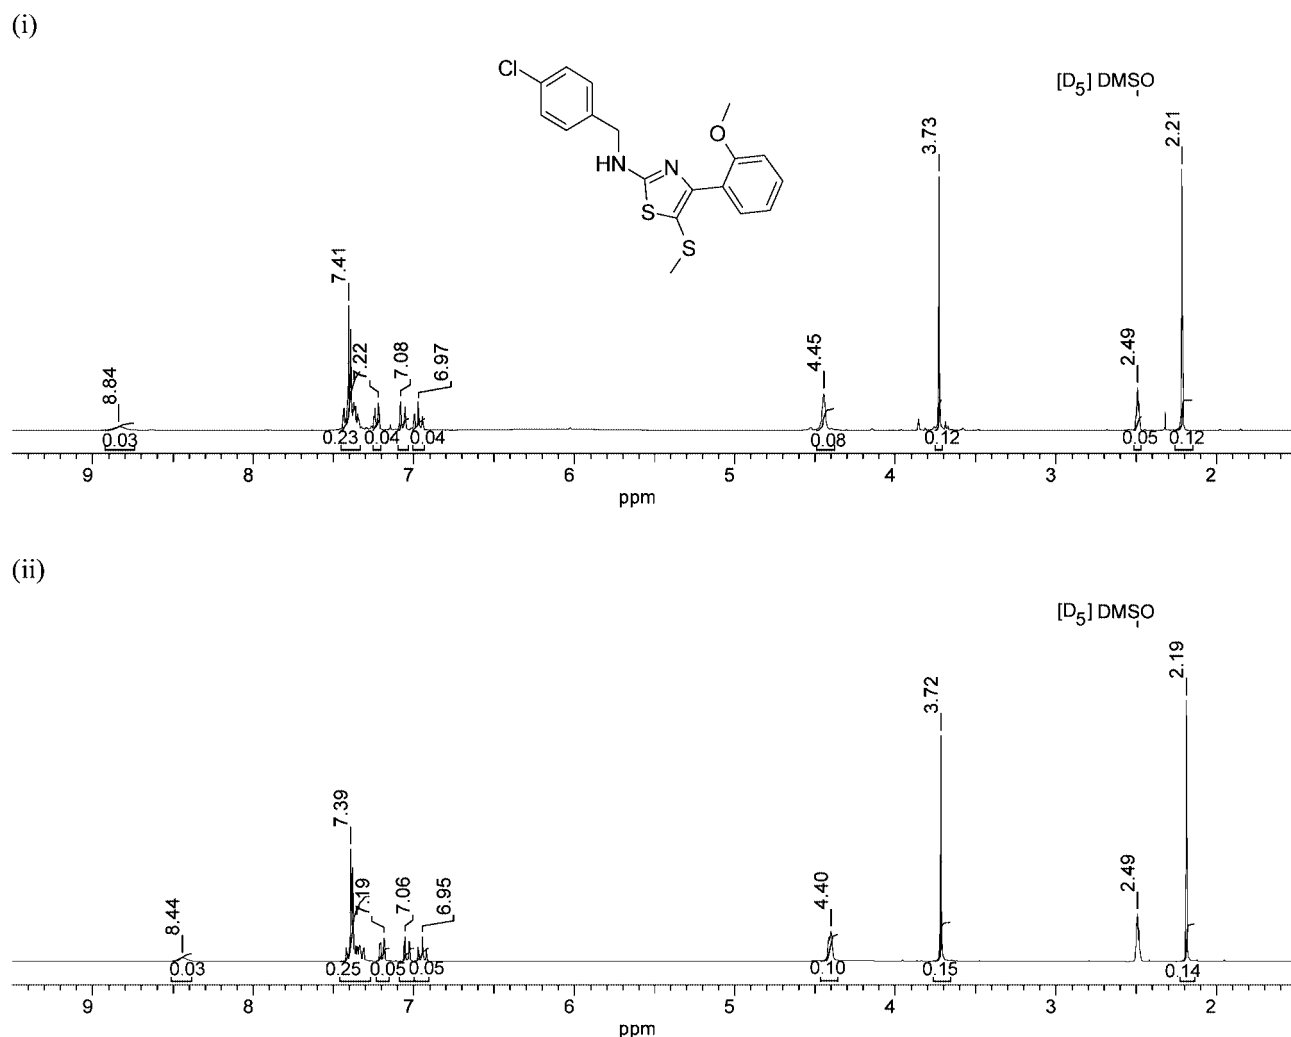 (i)
Cl
HN
N
O
S
S
[D5] DMSO
8.84
7.41
7.22
7.08
6.97
4.45
3.73
2.49
2.21
0.03
0.23
0.04
0.04
0.08
0.12
0.05
0.12
9 8 7 6 5 4 3 2
ppm
(ii)
[D5] DMSO
8.44
7.39
7.19
7.06
6.95
4.40
3.72
2.49
2.19
0.03
0.25
0.05
0.05
0.10
0.15
0.14
9 8 7 6 5 4 3 2
ppm